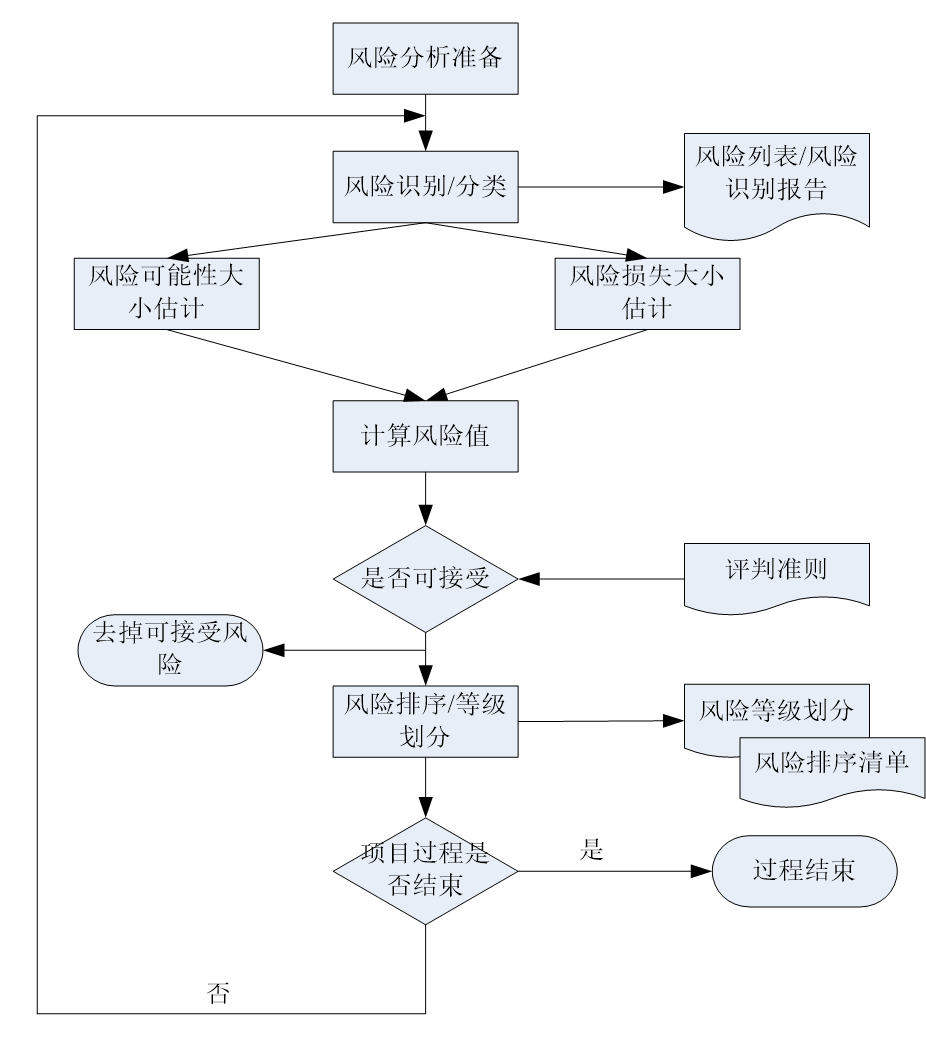 风险分析准备
风险识别/分类
风险列表/风险
识别报告
风险可能性大
小估计
风险损失大小
估计
计算风险值
是否可接受
评判准则
去掉可接受风
险
风险排序/等级
划分
风险等级划分
风险排序清单
项目过程是
否结束
是
过程结束
否